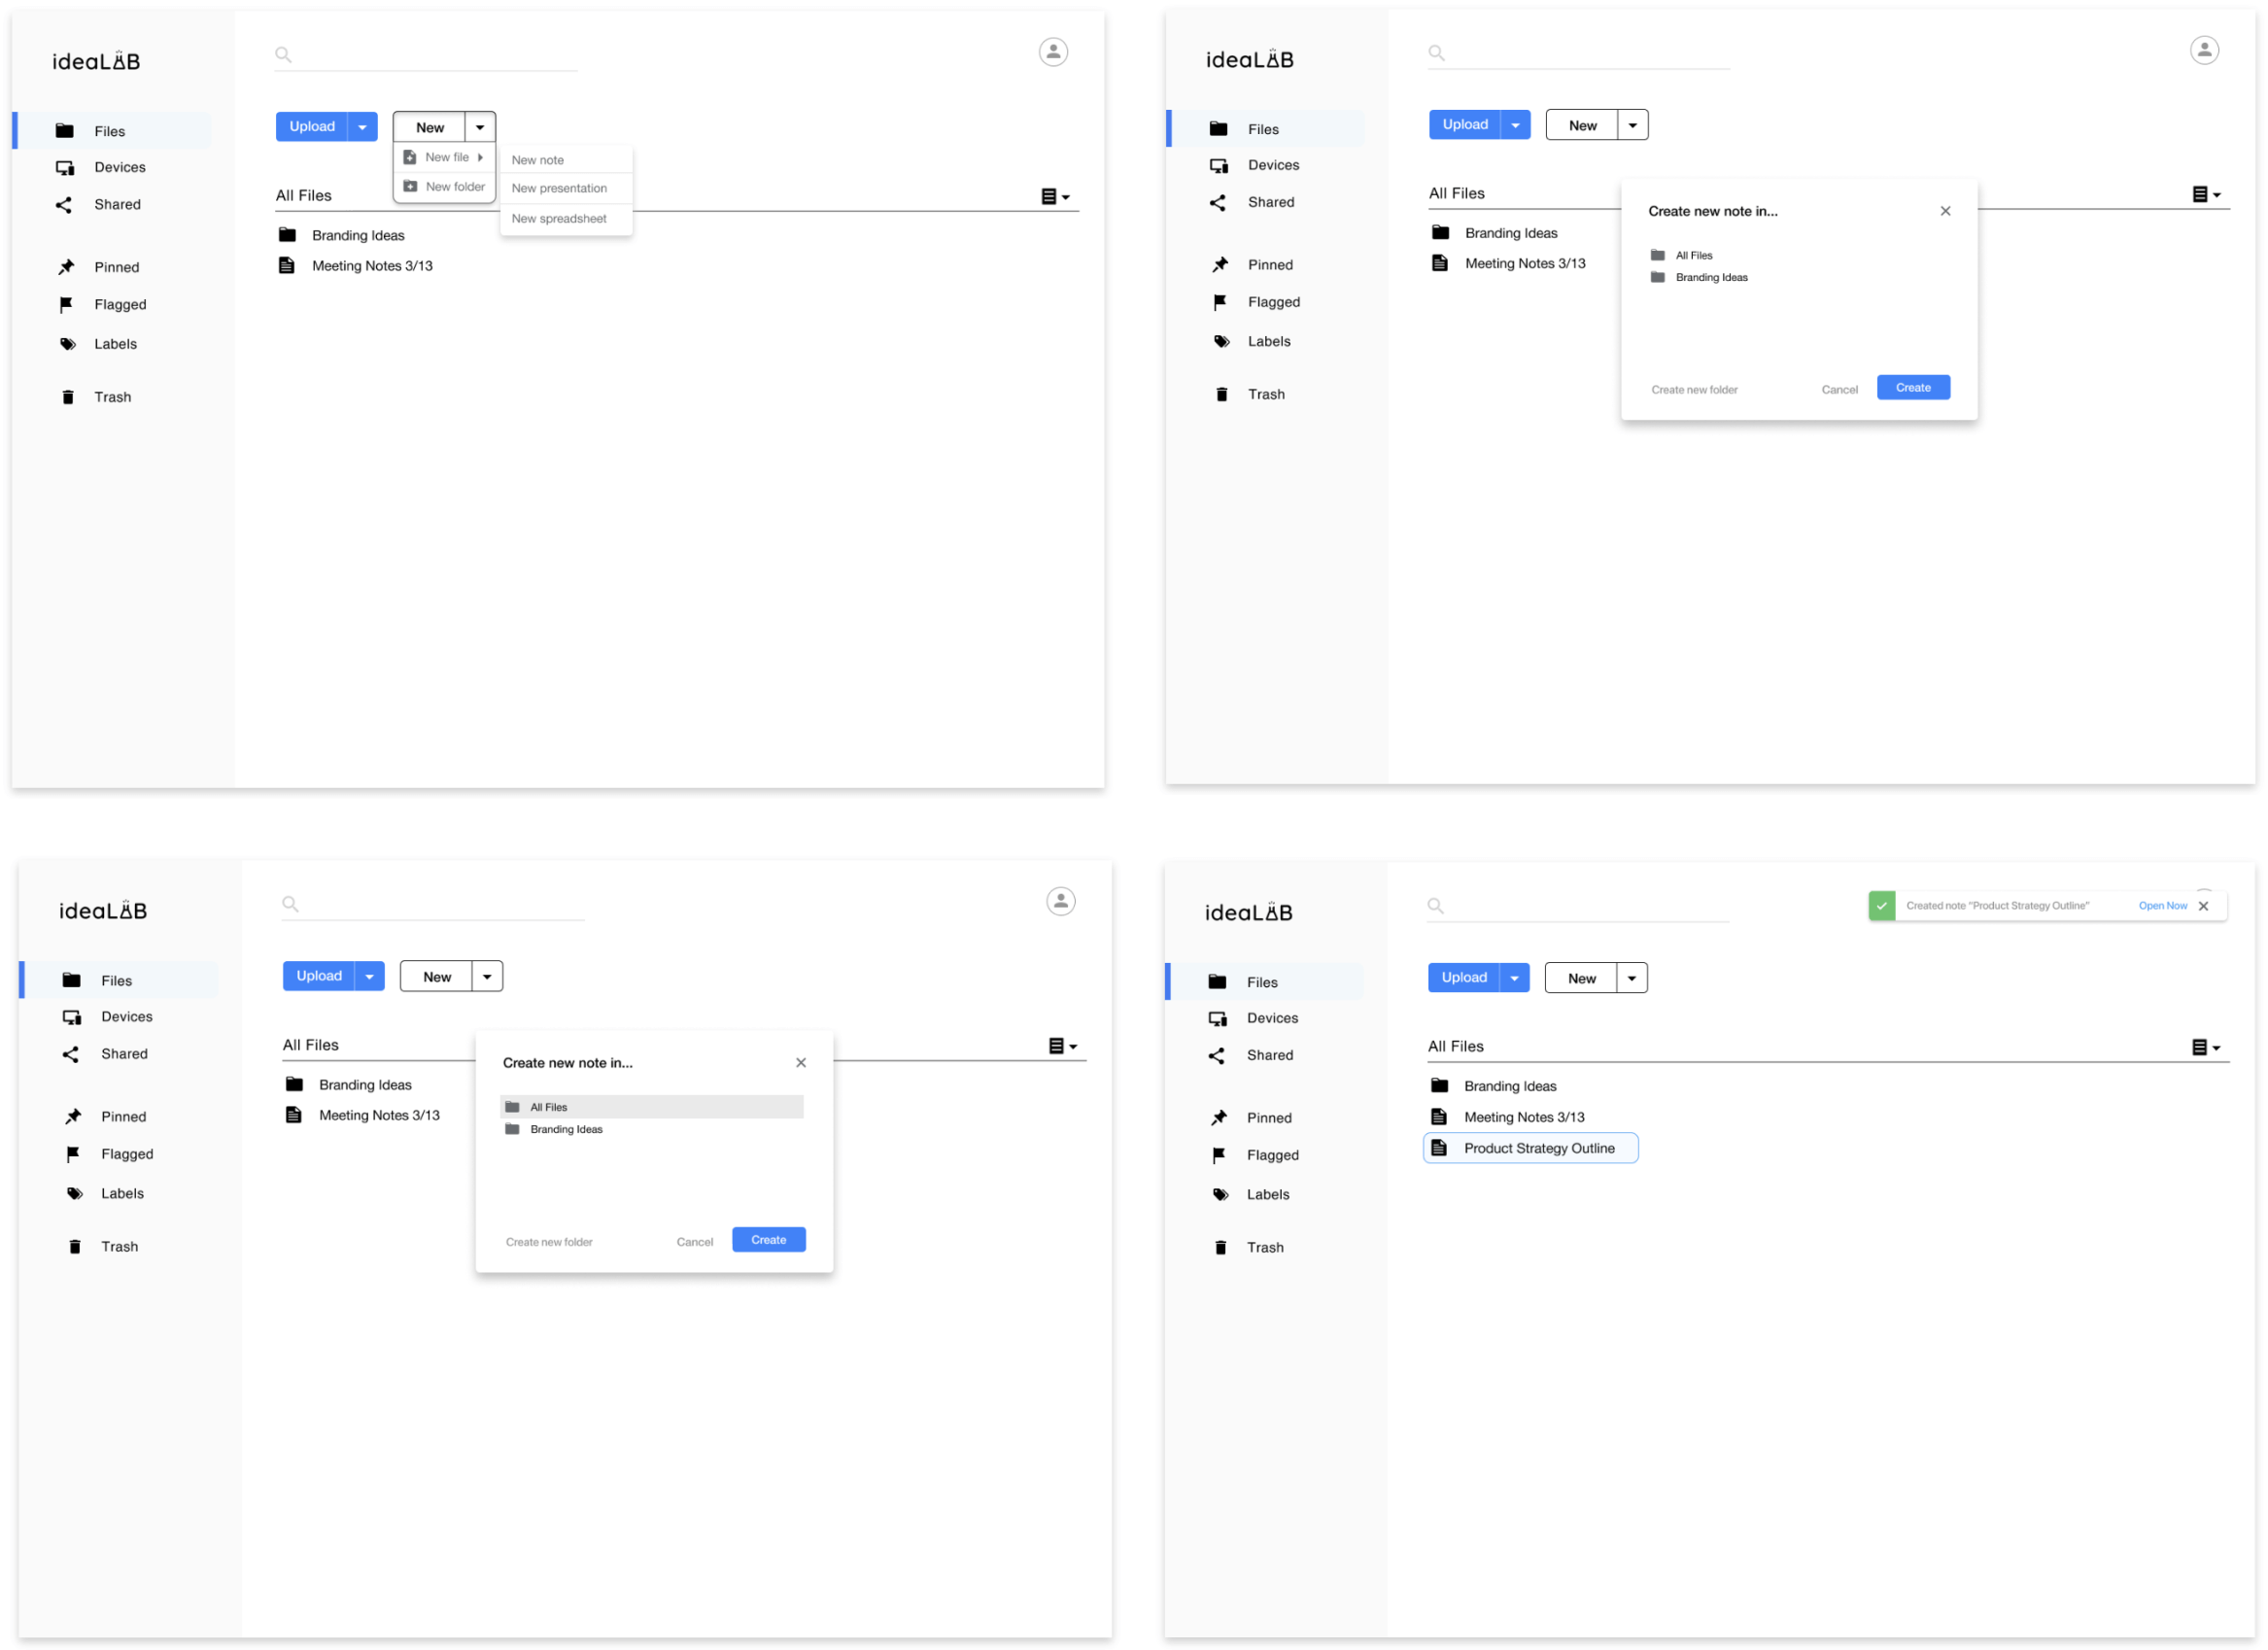 ideaLAB
Files
Devices
Shared
Pinned
Flagged
Labels
Trash
Upload
New
New file
New folder
New note
New presentation
New spreadsheet
All Files
Branding Ideas
Meeting Notes 3/13
ideaLAB
Files
Devices
Shared
Pinned
Flagged
Labels
Trash
Upload
New
All Files
Branding Ideas
Meeting Notes 3/13
Create new note in...
All Files
Branding Ideas
Create new folder
Cancel
Create
ideaLAB
Files
Devices
Shared
Pinned
Flagged
Labels
Trash
Upload
New
All Files
Branding Ideas
Meeting Notes 3/13
Create new note in...
All Files
Branding Ideas
Create new folder
Cancel
Create
ideaLAB
Files
Devices
Shared
Pinned
Flagged
Labels
Trash
Created note "Product Strategy Outline"
Open Now
Upload
New
All Files
Branding Ideas
Meeting Notes 3/13
Product Strategy Outline